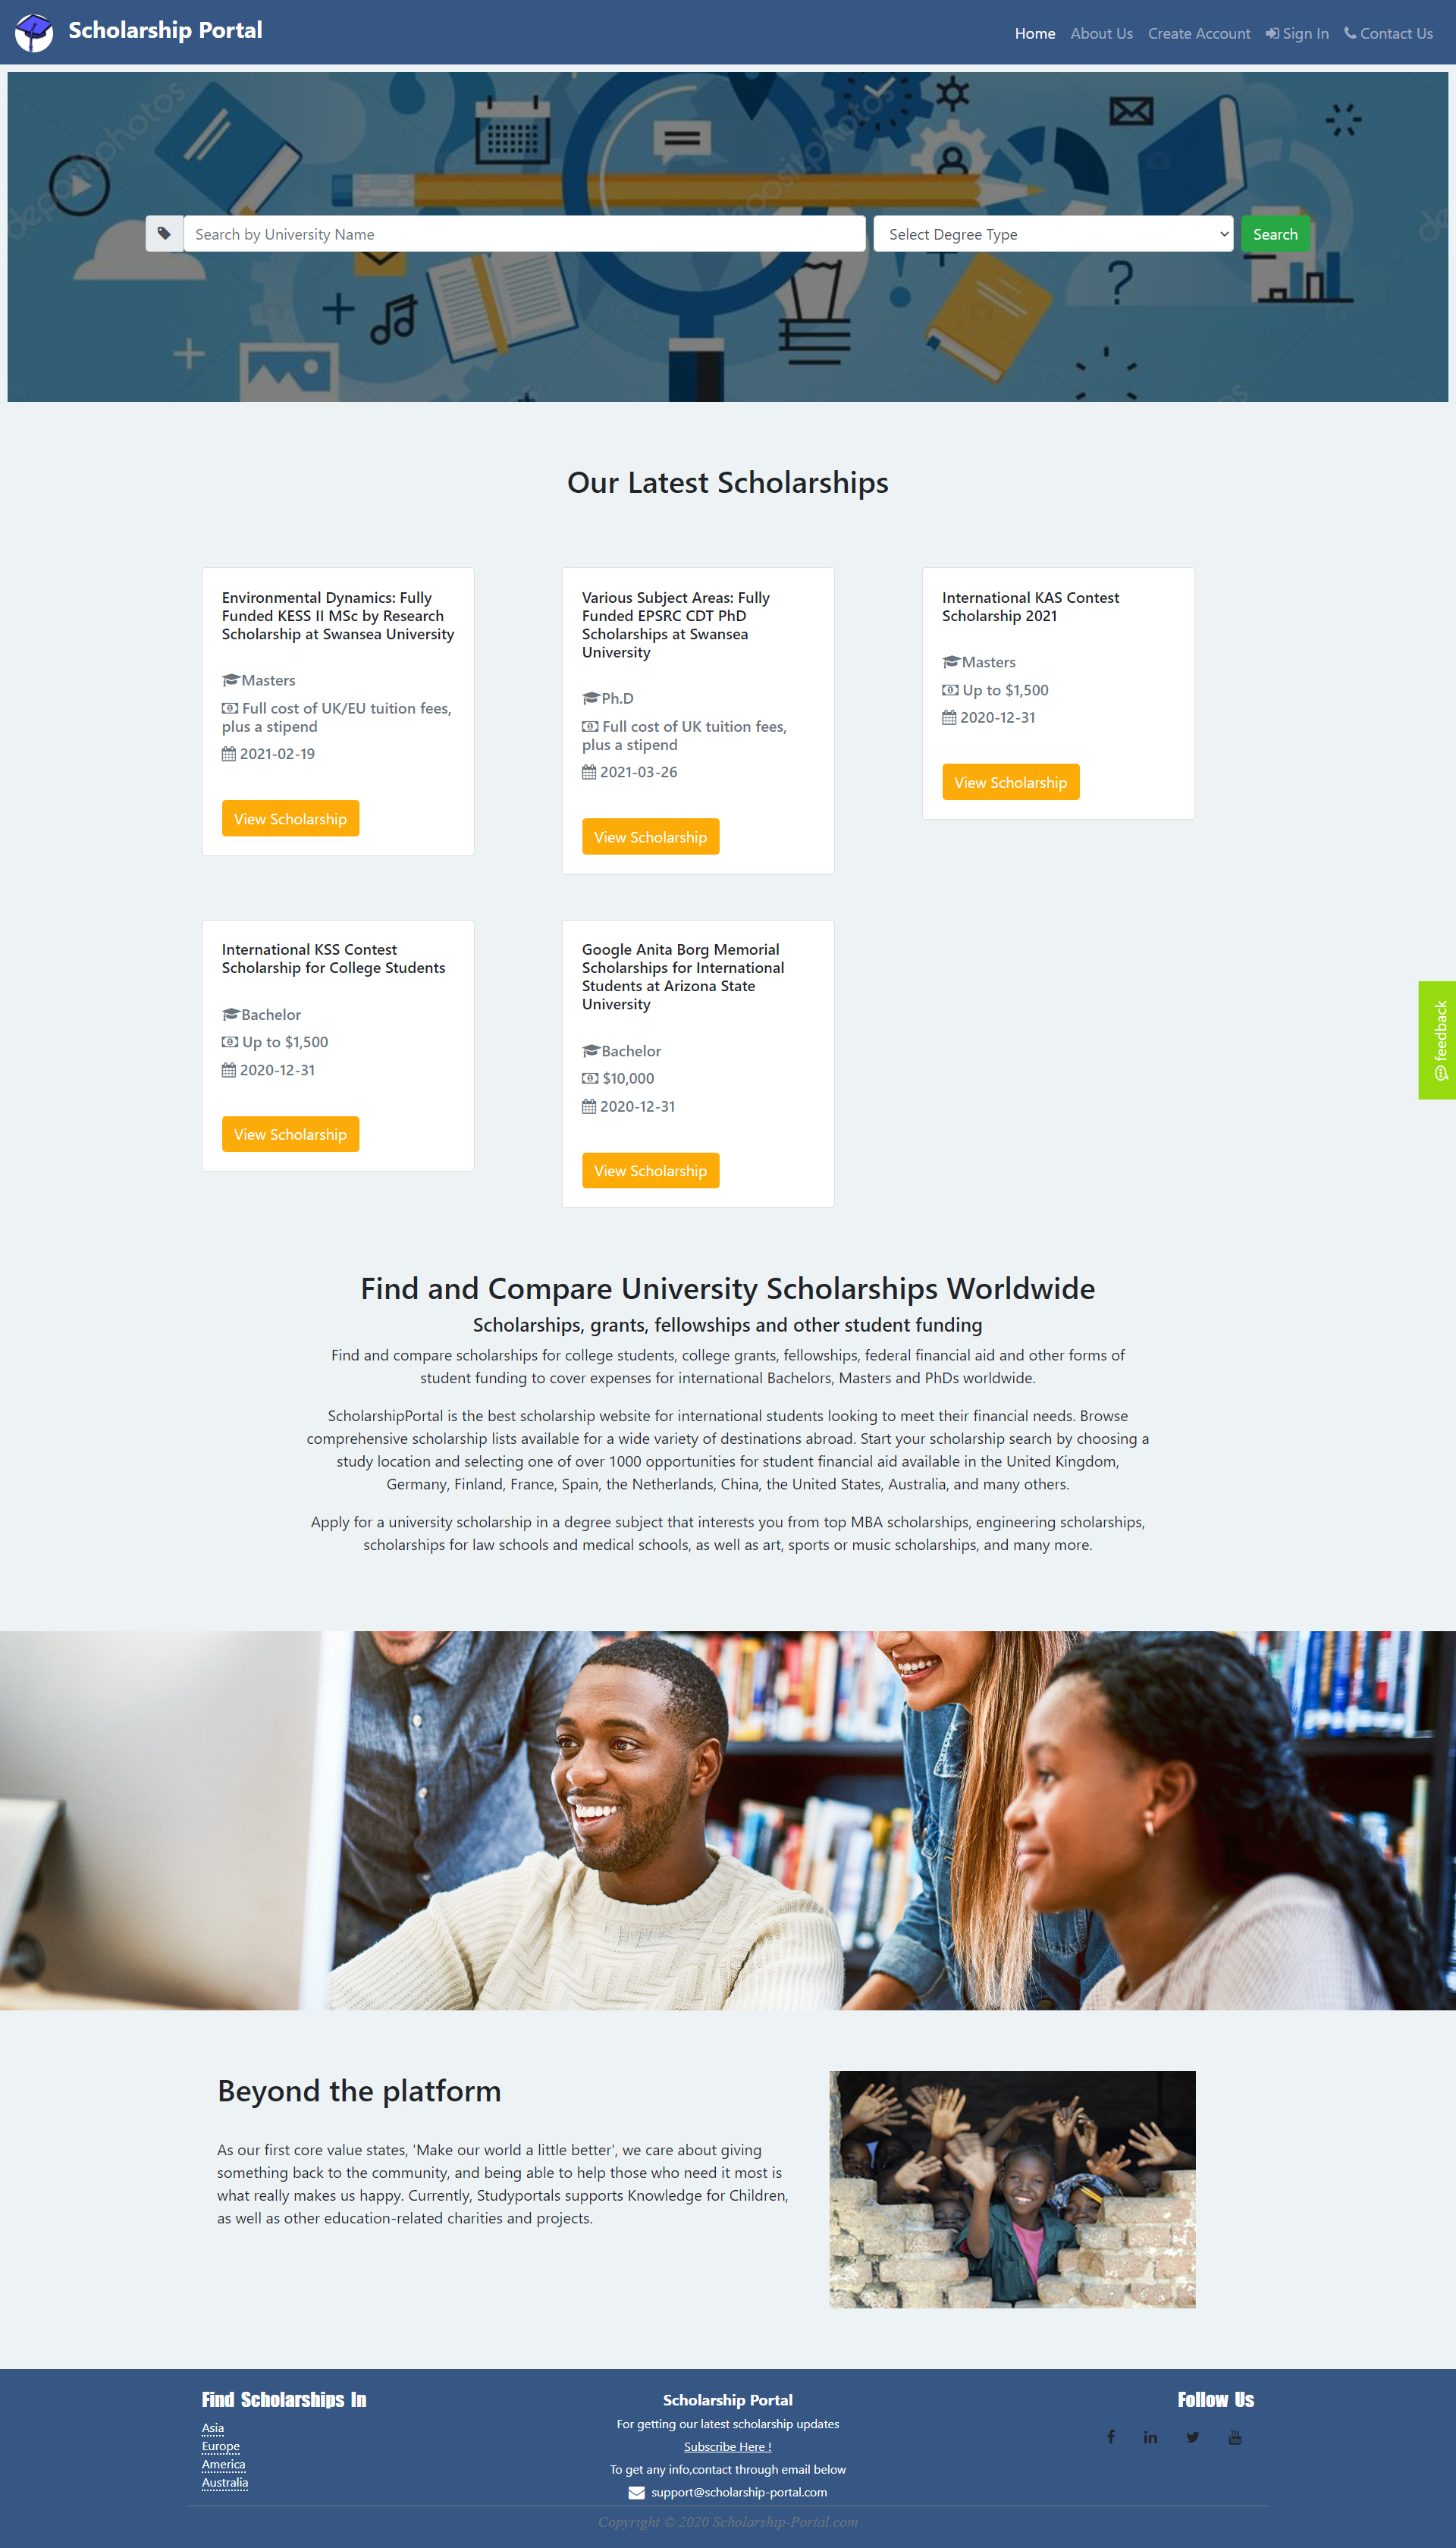 Scholarship Portal
Home About Us Create Account Sign In Contact Us
depositphotos
depositphotos
Search by University Name
Select Degree Type
Search
Our Latest Scholarships
Environmental Dynamics: Fully
Funded KESS II MSc by Research
Scholarship at Swansea University
Masters
Full cost of UK/EU tuition fees,
plus a stipend
2021-02-19
View Scholarship
Various Subject Areas: Fully
Funded EPSRC CDT PhD
Scholarships at Swansea
University
Ph.D
Full cost of UK tuition fees,
plus a stipend
2021-03-26
View Scholarship
International KAS Contest
Scholarship 2021
Masters
Up to $1,500
2020-12-31
View Scholarship
International KSS Contest
Scholarship for College Students
Bachelor
Up to $1,500
2020-12-31
View Scholarship
Google Anita Borg Memorial
Scholarships for International
Students at Arizona State
University
Bachelor
$10,000
2020-12-31
View Scholarship
feedback
Find and Compare University Scholarships Worldwide
Scholarships, grants, fellowships and other student funding
Find and compare scholarships for college students, college grants, fellowships, federal financial aid and other forms of
student funding to cover expenses for international Bachelors, Masters and PhDs worldwide.
ScholarshipPortal is the best scholarship website for international students looking to meet their financial needs. Browse
comprehensive scholarship lists available for a wide variety of destinations abroad. Start your scholarship search by choosing a
study location and selecting one of over 1000 opportunities for student financial aid available in the United Kingdom,
Germany, Finland, France, Spain, the Netherlands, China, the United States, Australia, and many others.
Apply for a university scholarship in a degree subject that interests you from top MBA scholarships, engineering scholarships,
scholarships for law schools and medical schools, as well as art, sports or music scholarships, and many more.
Beyond the platform
As our first core value states, 'Make our world a little better', we care about giving
something back to the community, and being able to help those who need it most is
what really makes us happy. Currently, Studyportals supports Knowledge for Children,
as well as other education-related charities and projects.
Find Scholarships In
Asia
Europe
America
Australia
Scholarship Portal
For getting our latest scholarship updates
Subscribe Here !
To get any info,contact through email below
support@scholarship-portal.com
Follow Us
Copyright © 2020 Scholarship-Portal.com